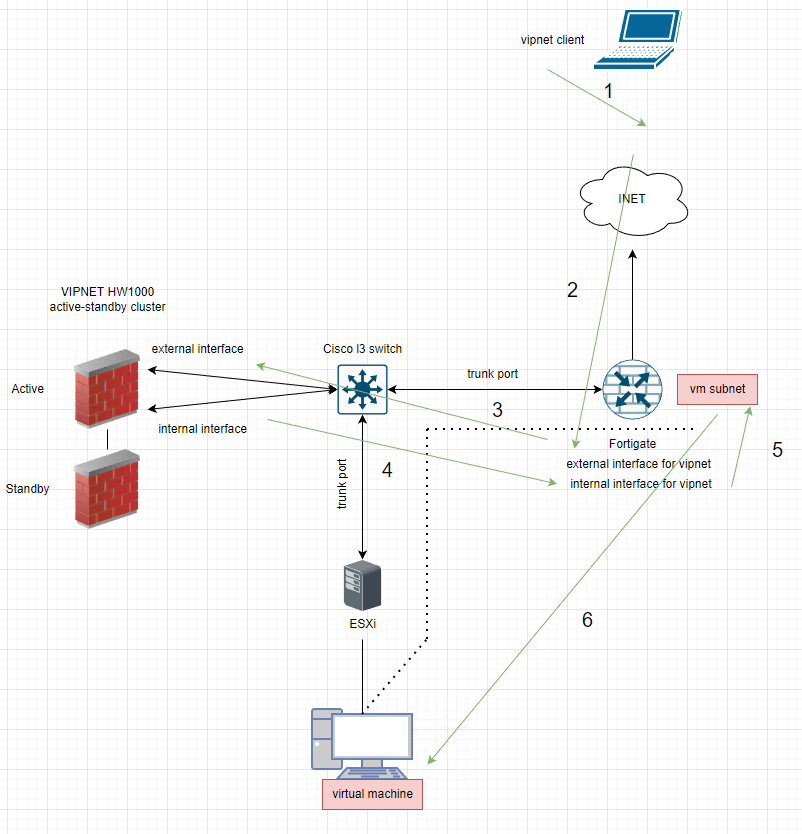 vipnet client
1
INET
2
VIPNET HW1000
active-standby cluster
external interface
Cisco l3 switch
trunk port
Active
vm subnet
3
internal interface
Fortigate
5
external interface for vipnet
4
trunk port
internal interface for vipnet
Standby
ESXi
6
virtual machine